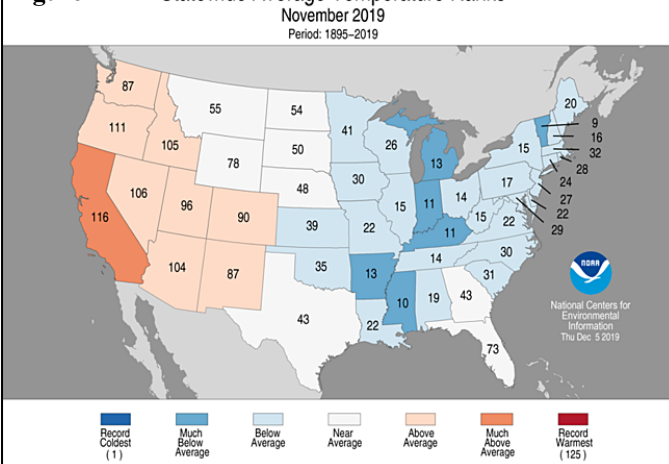 November 2019
Period: 1895–2019
87
55
54
41
20
9
111
26
16
105
50
15
32
78
13
28
106
48
30
17
24
96
15
11
14
27
116
90
39
22
15
22
22
11
29
104
87
35
14
30
13
31
43
10
19
43
22
73
NOAA
National Centers for
Environmental
Information
Thu Dec 5 2019
Record
Coldest
(1)
Much
Below
Average
Below
Average
Near
Average
Above
Average
Much
Above
Average
Record
Warmest
(125)